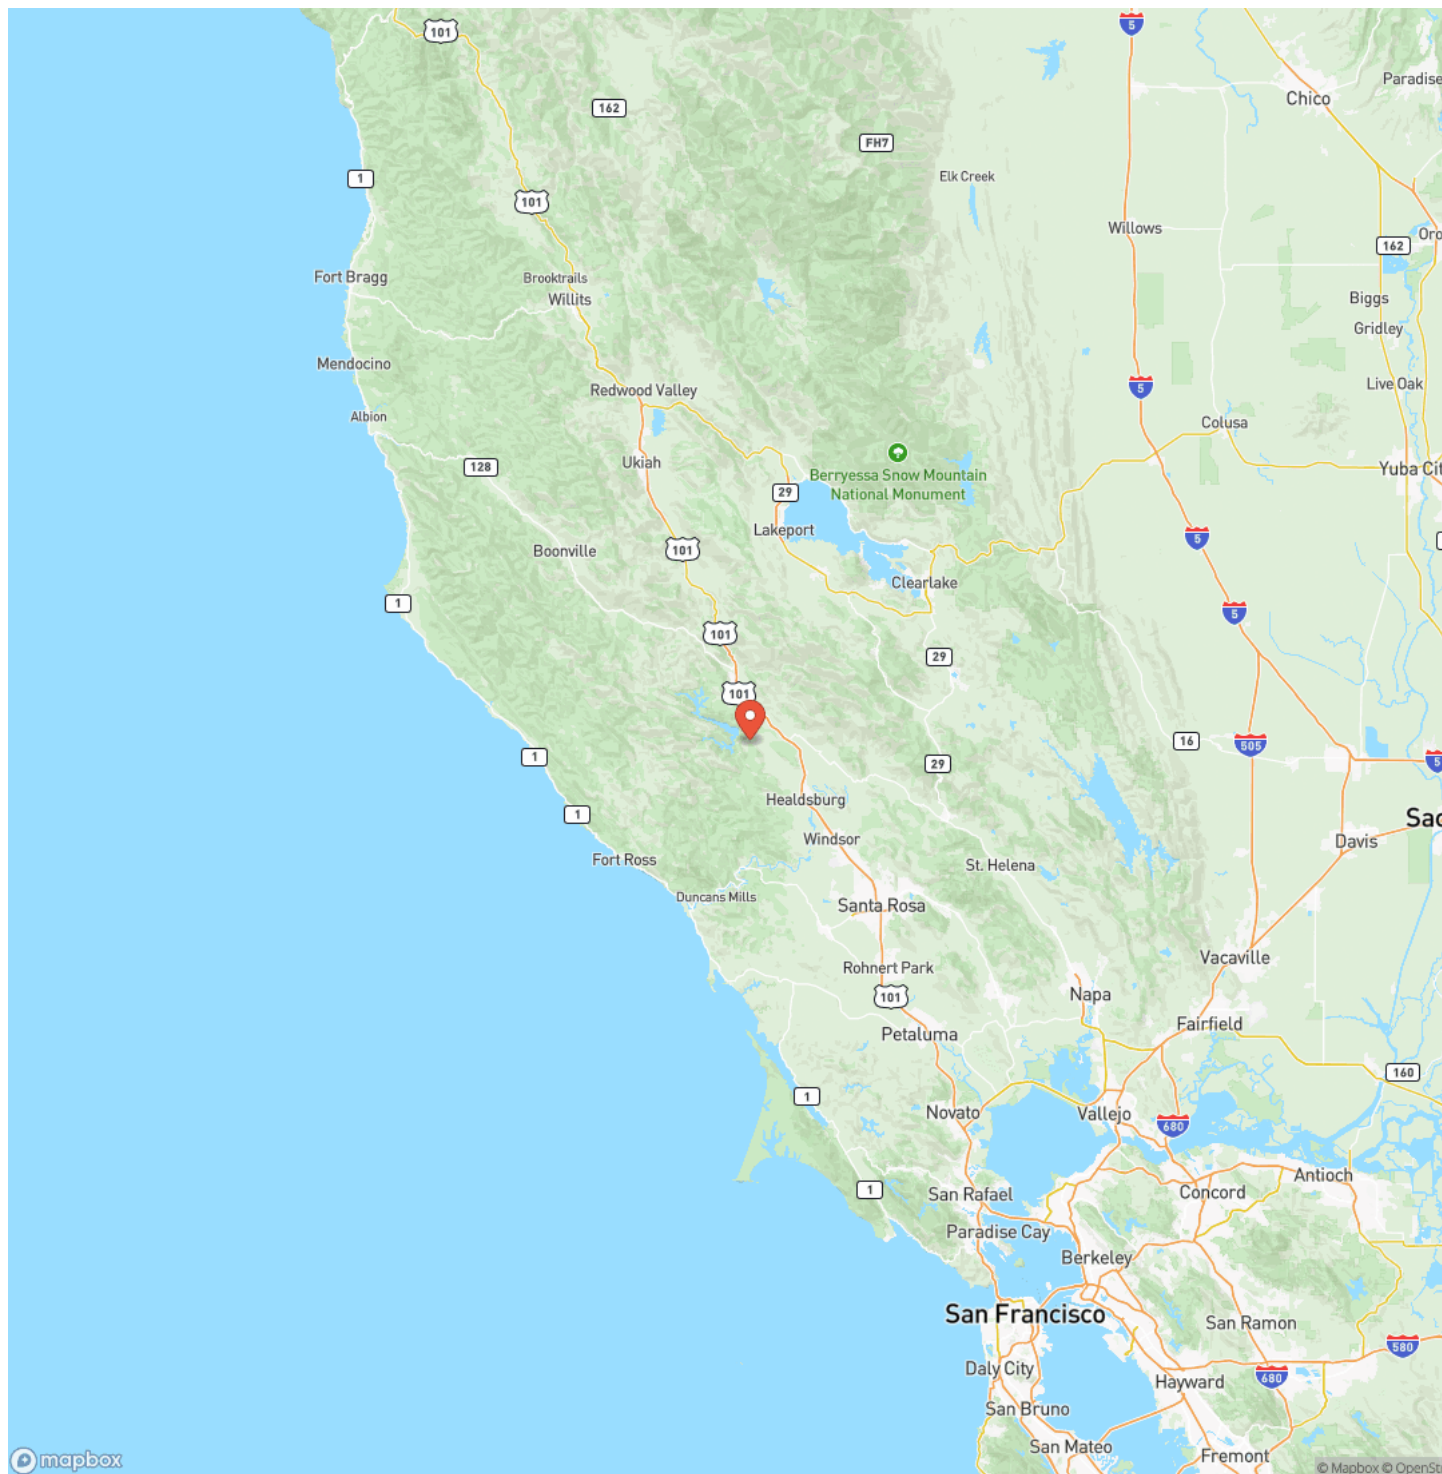 101
5
Paradise
Chico
162
FH7
1
Elk Creek
101
Willows
162
Oro
Fort Bragg
Brooktrails
Willits
Biggs
Gridley
Mendocino
Redwood Valley
5
Live Oak
Albion
Colusa
Ukiah
128
Berryessa Snow Mountain
National Monument
Yuba Cit
29
Lakeport
5
101
Boonville
Clearlake
1
5
101
29
101
16
505
5
1
29
Healdsburg
1
Windsor
Sac
Davis
Fort Ross
St. Helena
Duncans Mills
Santa Rosa
Vacaville
Rohnert Park
101
Napa
Petaluma
Fairfield
160
1
Novato
Vallejo
680
Antioch
1
San Rafael
Concord
Paradise Cay
Berkeley
San Francisco
San Ramon
580
Daly City
680
Hayward
San Bruno
San Mateo
Fremont
mapbox
© Mapbox © OpenSt